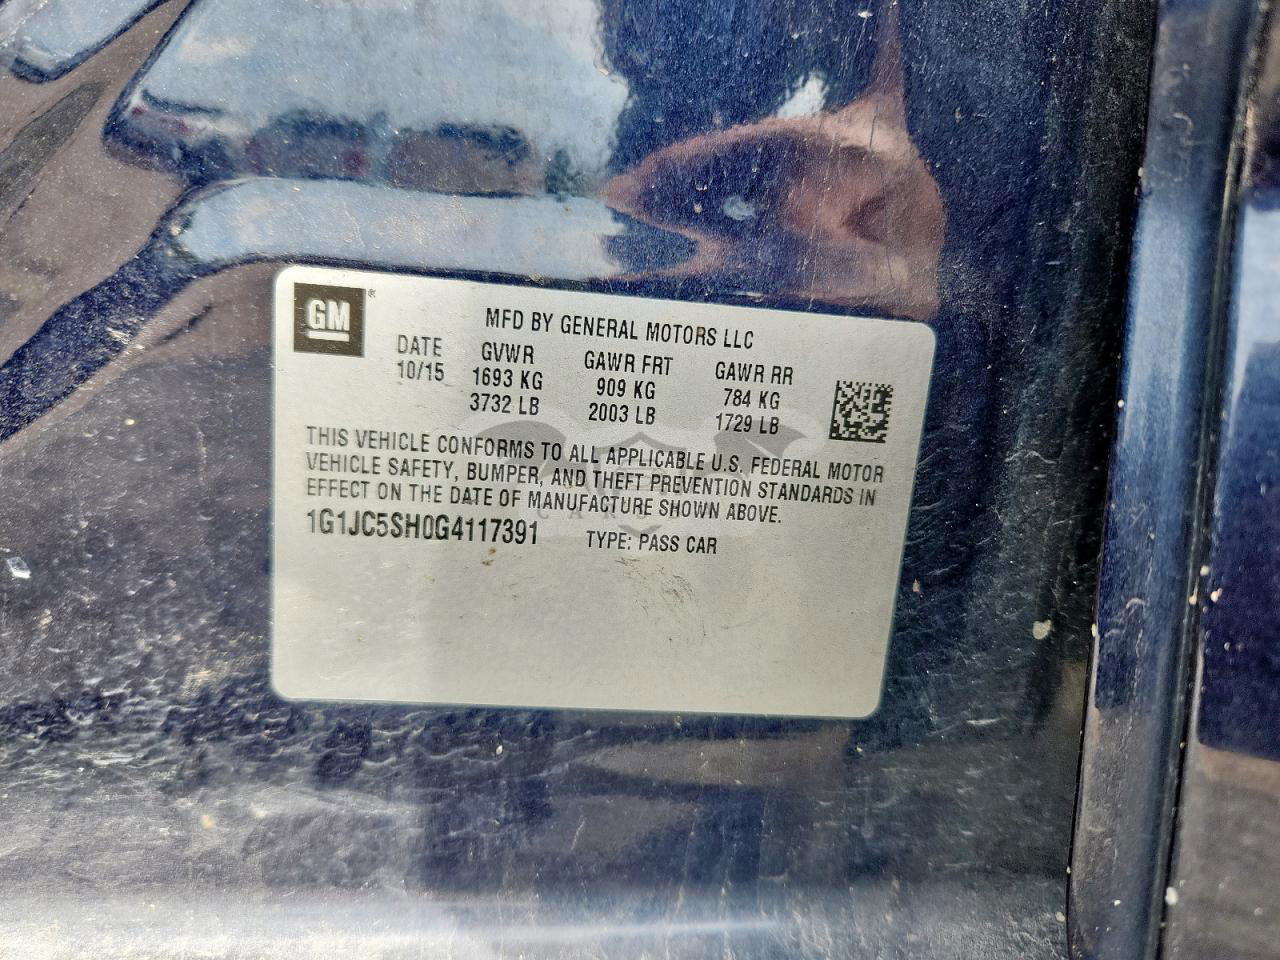 GM®
MFD BY GENERAL MOTORS LLC
DATE GVWR GAWR FRT GAWR RR
10/15 1693 KG 909 KG 784 KG
3732 LB 2003 LB 1729 LB
THIS VEHICLE CONFORMS TO ALL APPLICABLE U.S. FEDERAL MOTOR
VEHICLE SAFETY, BUMPER, AND THEFT PREVENTION STANDARDS IN
EFFECT ON THE DATE OF MANUFACTURE SHOWN ABOVE.
1G1JC5SH0G4117391 TYPE: PASS CAR